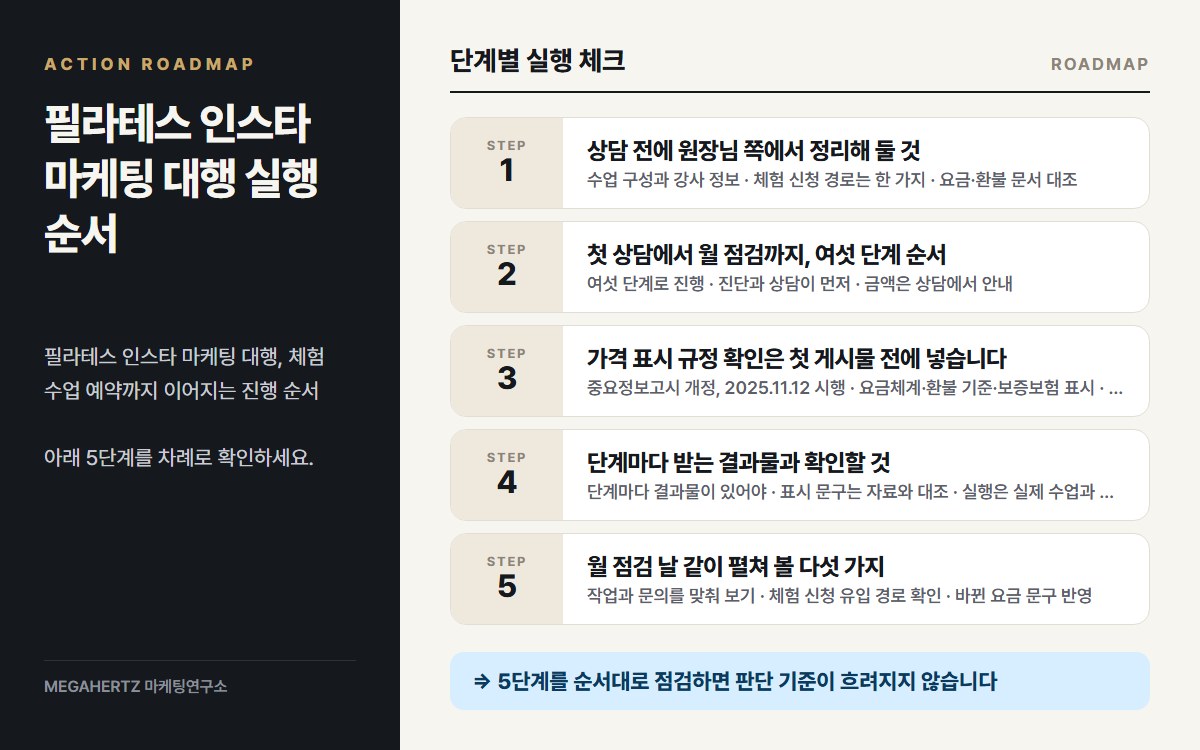 ACTION ROADMAP
필라테스 인스타
마케팅 대행 실행
순서
필라테스 인스타 마케팅 대행, 체험
수업 예약까지 이어지는 진행 순서
아래 5단계를 차례로 확인하세요.
MEGAHERTZ 마케팅연구소
단계별 실행 체크
ROADMAP
STEP
1
상담 전에 원장님 쪽에서 정리해 둘 것
수업 구성과 강사 정보 · 체험 신청 경로는 한 가지 · 요금·환불 문서 대조
STEP
2
첫 상담에서 월 점검까지, 여섯 단계 순서
여섯 단계로 진행 · 진단과 상담이 먼저 · 금액은 상담에서 안내
STEP
3
가격 표시 규정 확인은 첫 게시물 전에 넣습니다
중요정보고시 개정, 2025.11.12 시행 · 요금체계·환불 기준·보증보험 표시 · ...
STEP
4
단계마다 받는 결과물과 확인할 것
단계마다 결과물이 있어야 · 표시 문구는 자료와 대조 · 실행은 실제 수업과 ...
STEP
5
월 점검 날 같이 펼쳐 볼 다섯 가지
작업과 문의를 맞춰 보기 · 체험 신청 유입 경로 확인 · 바뀐 요금 문구 반영
→ 5단계를 순서대로 점검하면 판단 기준이 흐려지지 않습니다